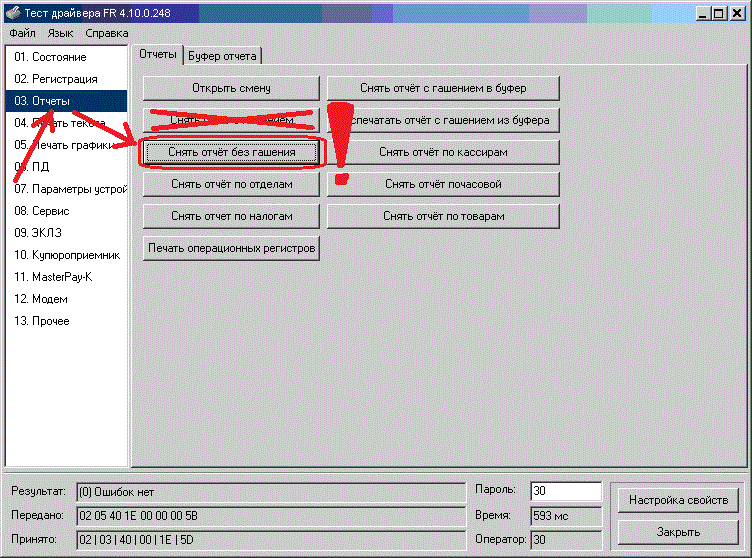 Тест драйвера FR 4.10.0.248
Файл Язык Справка
01. Состояние
02. Регистрация
03. Отчеты
04. Печать текста
05. Печать графики
06. ПД
07. Параметры устрой
08. Сервис
09. ЭКЛЗ
10. Купюроприемник
11. MasterPay-K
12. Модем
13. Прочее
Отчеты Буфер отчета
Открыть смену Снять отчёт с гашением в буфер
Снять спечатать отчёт с гашением из буфера
Снять отчёт без гашения Снять отчёт по кассирам
Снять отчёт по отделам Снять отчёт почасовой
Снять отчет по налогам Снять отчёт по товарам
Печать операционных регистров
Результат: (0) Ошибок нет Пароль: 30 Настройка свойств
Передано: 02 05 40 1E 00 00 00 5B Время: 593 мс
Принято: 02 | 03 | 40 | 00 | 1E | 5D Оператор: 30 Закрыть